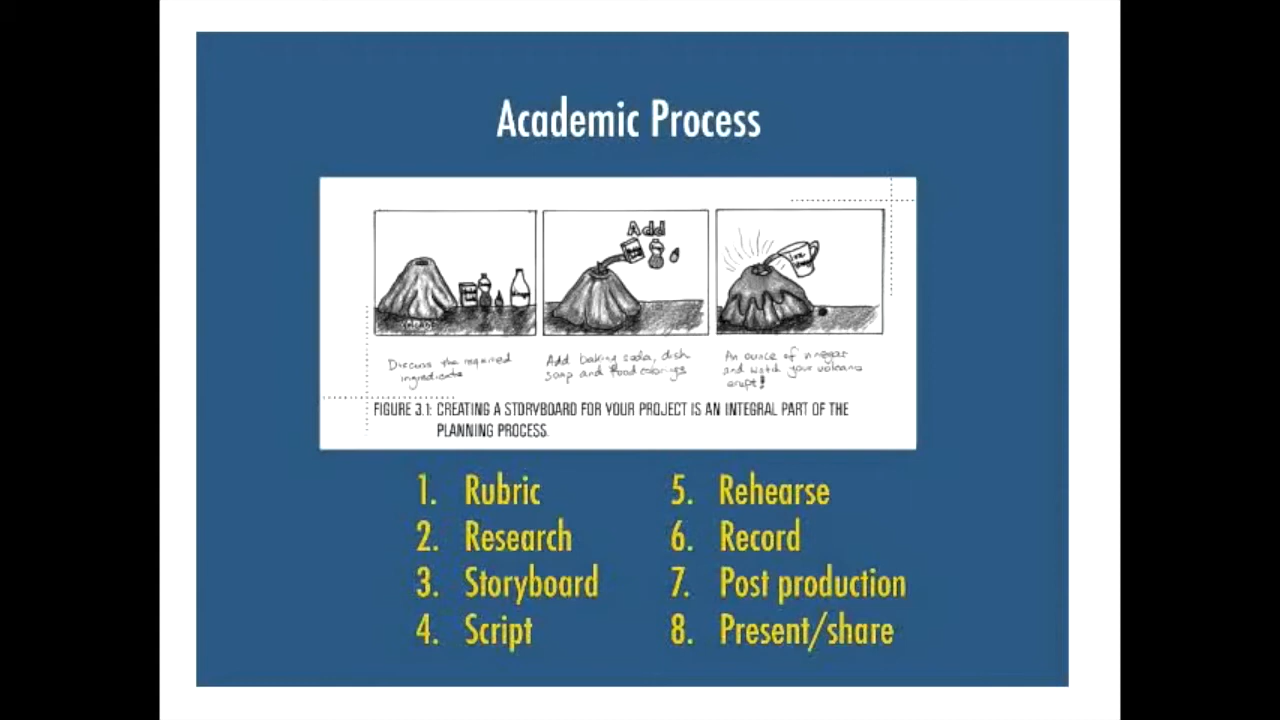 Academic Process
Add
Discuss the required
ingredients
Add baking soda, dish
soap and food colorings
An ounce of vinegar
and watch your volcano
erupt!
FIGURE 3.1: CREATING A STORYBOARD FOR YOUR PROJECT IS AN INTEGRAL PART OF THE
PLANNING PROCESS.
1. Rubric
2. Research
3. Storyboard
4. Script
5. Rehearse
6. Record
7. Post production
8. Present/share